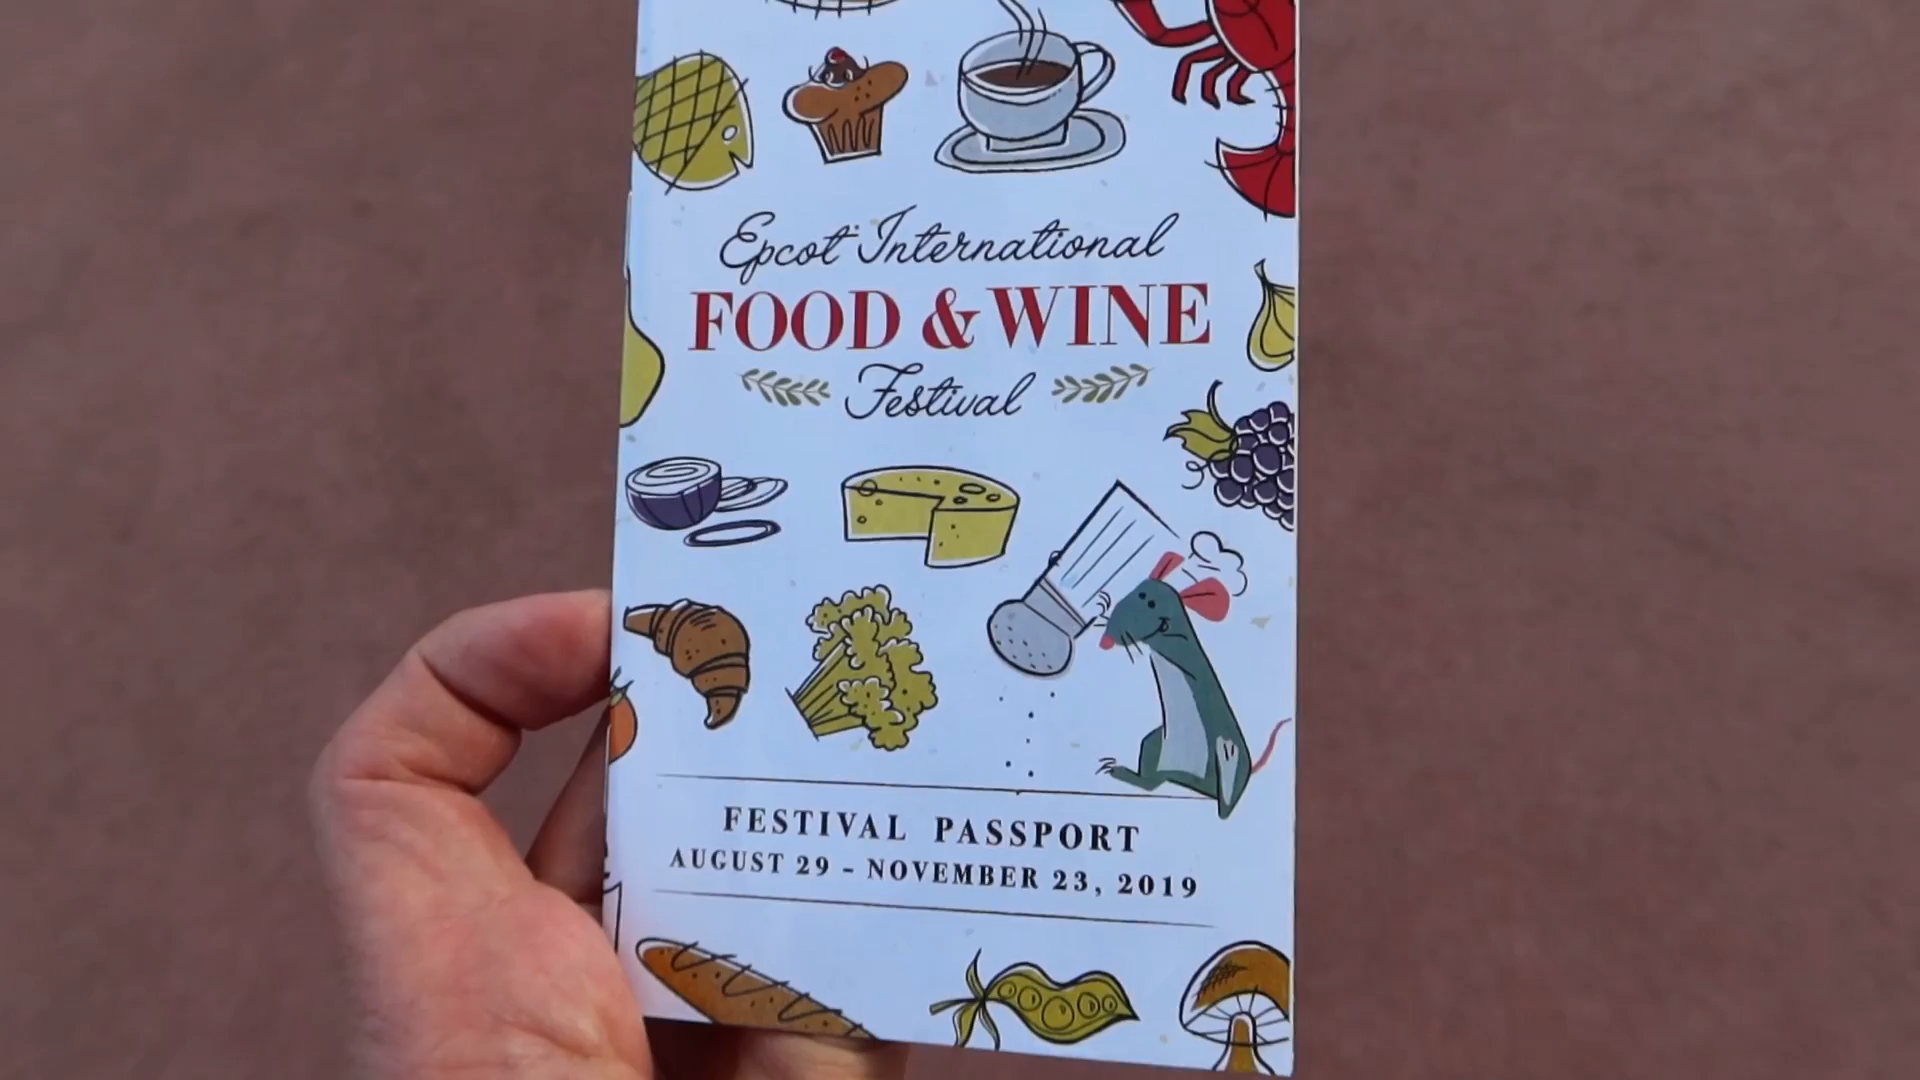 Epcot International
FOOD & WINE
Festival
FESTIVAL PASSPORT
AUGUST 29 - NOVEMBER 23, 2019